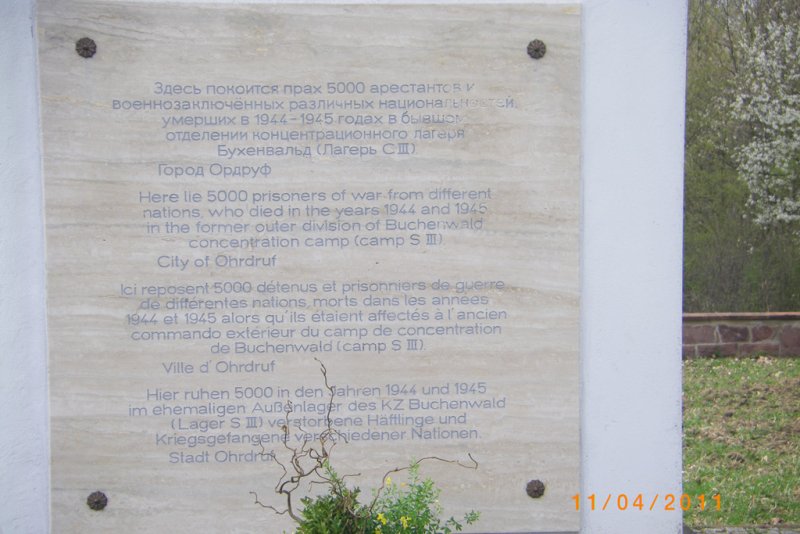 Здесь покоится прах 5000 арестантов и
военнозаключённых различных национальностей,
умерших в 1944-1945 годах в бывшом
отделении концентрационного лагеря
Бухенвальд (Лагерь С III)
Город Ордруф
Here lie 5000 prisoners of war from different
nations, who died in the years 1944 and 1945
in the former outer division of Buchenwald
concentration camp (camp S III).
City of Ohrdruf
Ici reposent 5000 détenus et prisonniers de guerre
de différentes nations, morts dans les années
1944 et 1945 alors qu'ils étaient affectés à l'ancien
commando extérieur du camp de concentration
de Buchenwald (camp S III).
Ville d'Ohrdruf
Hier ruhen 5000 in den Jahren 1944 und 1945
im ehemaligen Außenlager des KZ Buchenwald
(Lager S III) verstorbene Häftlinge und
Kriegsgefangene verschiedener Nationen.
Stadt Ohrdruf
11/04/2011